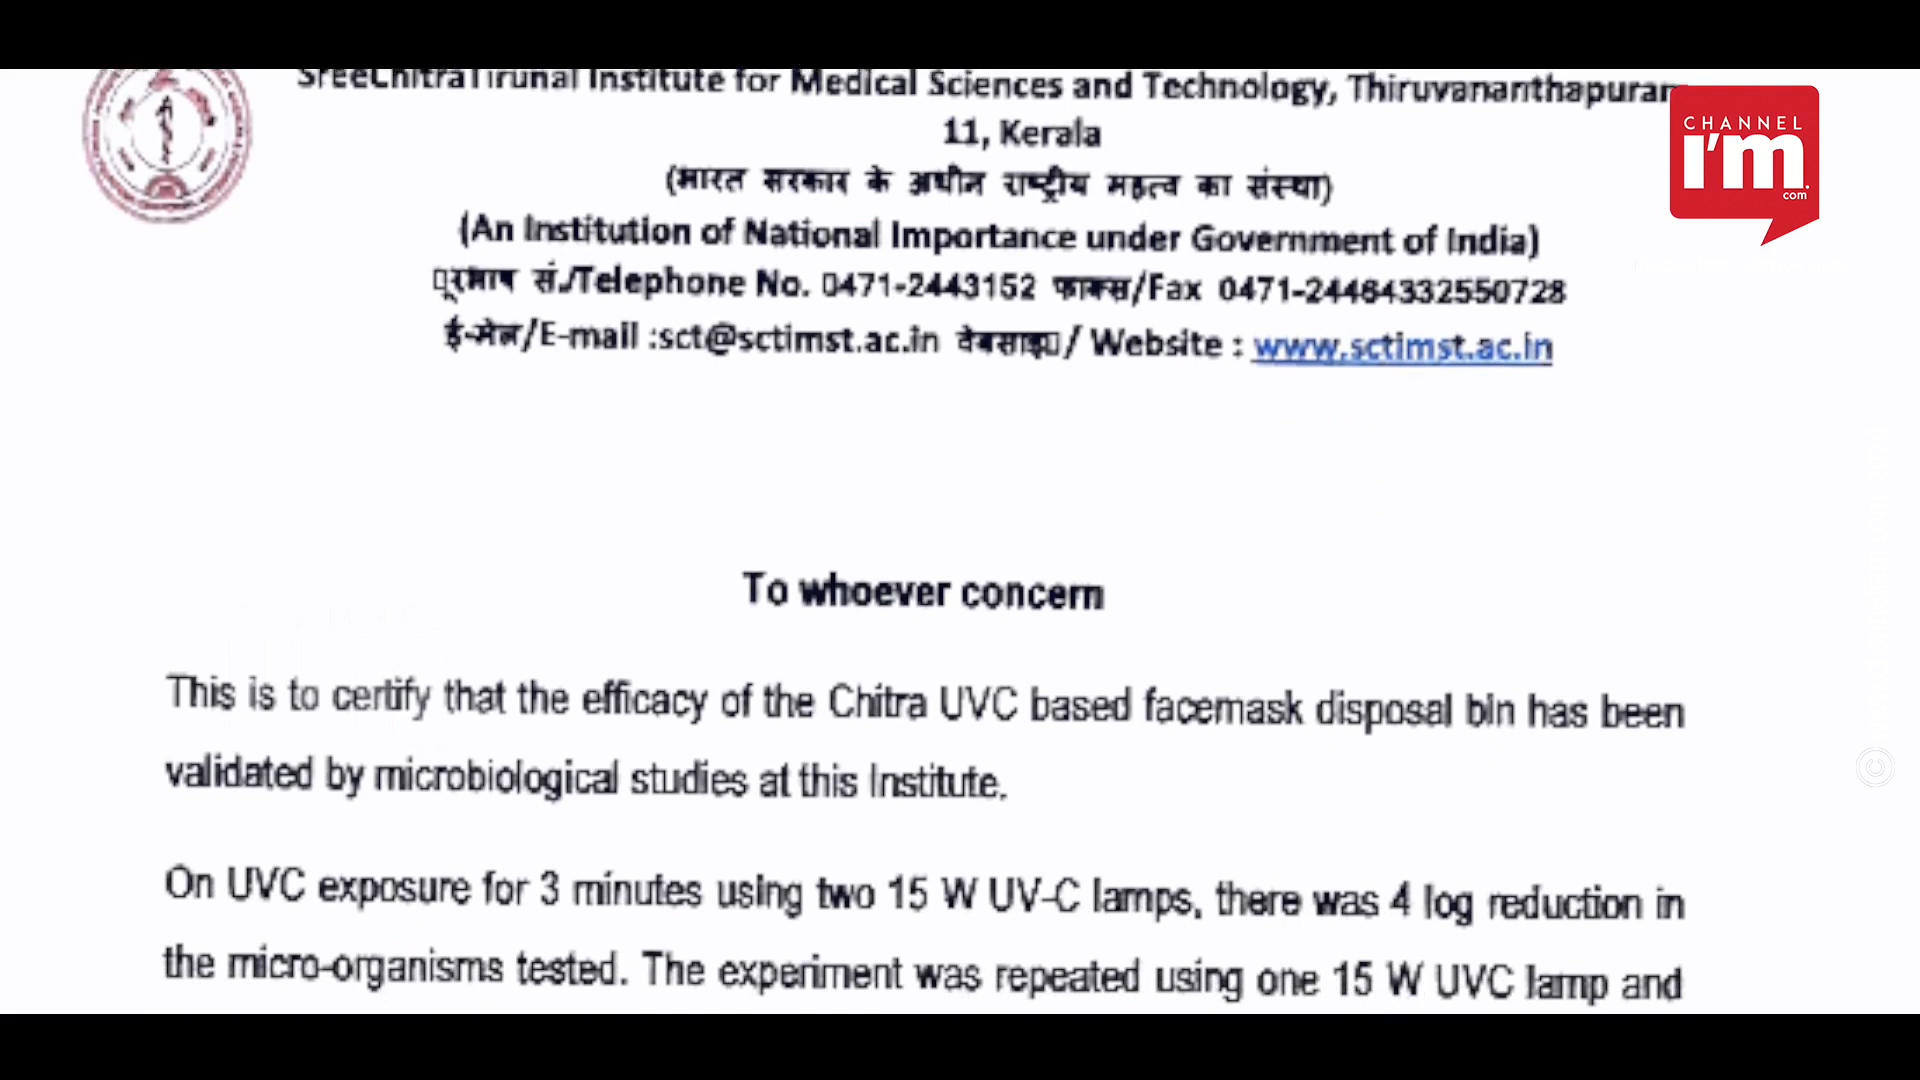 SreeChitraTirunal Institute for Medical Sciences and Technology, Thiruvananthapuram
11, Kerala
(भारत सरकार के अधीन राष्ट्रीय महत्व का संस्था)
(An Institution of National Importance under Government of India)
सं./Telephone No. 0471-2443152 फाक्स/Fax 0471-24464332550728
ई-मेल/E-mail :sct@sctimst.ac.in / Website : www.sctimst.ac.in
CHANNEL
I'm
.com
To whoever concern
This is to certify that the efficacy of the Chitra UVC based facemask disposal bin has been
validated by microbiological studies at this Institute.
On UVC exposure for 3 minutes using two 15 W UV-C lamps, there was 4 log reduction in
the micro-organisms tested. The experiment was repeated using one 15 W UVC lamp and